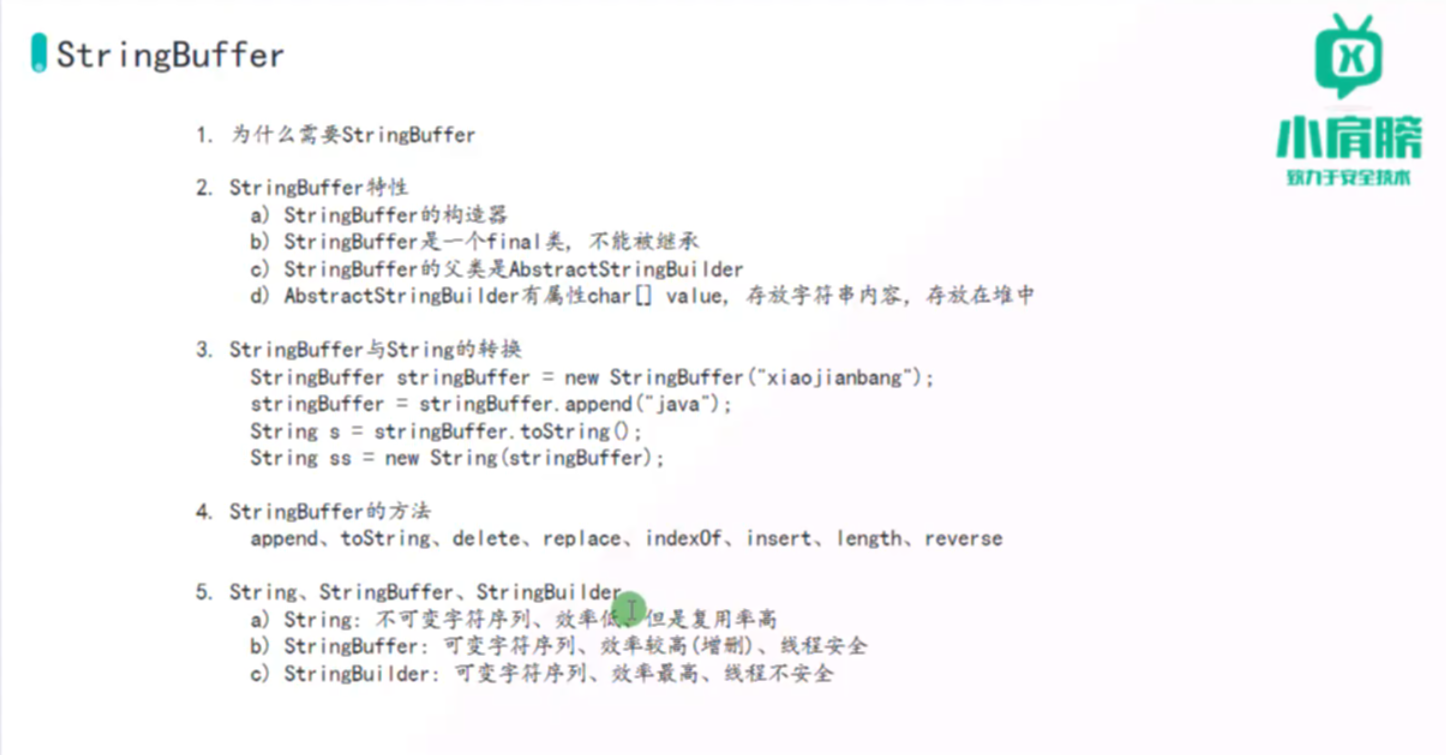 StringBuffer
小肩膀
致力于安全技术
1. 为什么需要StringBuffer
2. StringBuffer特性
a) StringBuffer的构造器
b) StringBuffer是一个final类, 不能被继承
c) StringBuffer的父类是AbstractStringBuilder
d) AbstractStringBuilder有属性char[] value, 存放字符串内容, 存放在堆中
3. StringBuffer与String的转换
StringBuffer stringBuffer = new StringBuffer("xiaojianbang");
stringBuffer = stringBuffer.append("java");
String s = stringBuffer.toString();
String ss = new String(stringBuffer);
4. StringBuffer的方法
append、toString、delete、replace、indexOf、insert、length、reverse
5. String、StringBuffer、StringBuilder
a) String: 不可变字符序列、效率低、但是复用率高
b) StringBuffer: 可变字符序列、效率较高(增删)、线程安全
c) StringBuilder: 可变字符序列、效率最高、线程不安全